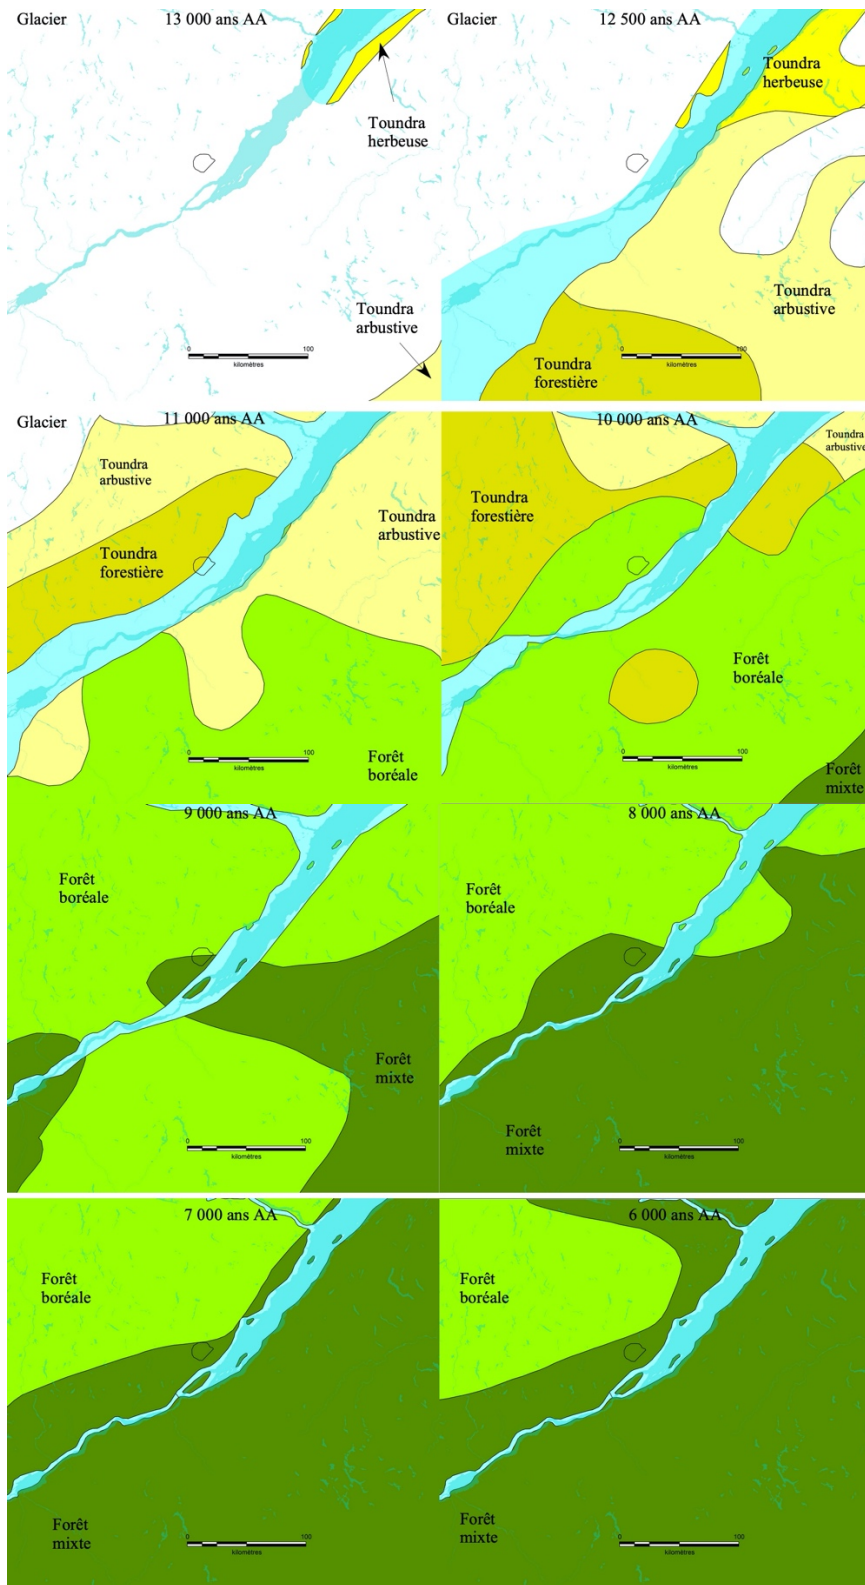 Glacier
13 000 ans AA
Toundra
herbeuse
Toundra
arbustive
0
100
kilomètres
12 500 ans AA
Toundra
herbeuse
Toundra
arbustive
Toundra
forestière
0
100
kilomètres
Glacier
11 000 ans AA
Toundra
arbustive
Toundra
forestière
Toundra
arbustive
Forêt
boréale
0
100
kilomètres
10 000 ans AA
Toundra
arbustive
Toundra
forestière
Forêt
boréale
Forêt
mixte
0
100
kilomètres
9 000 ans AA
Forêt
boréale
Forêt
mixte
0
100
kilomètres
8 000 ans AA
Forêt
boréale
Forêt
mixte
0
100
kilomètres
7 000 ans AA
Forêt
boréale
Forêt
mixte
0
100
kilomètres
6 000 ans AA
Forêt
boréale
Forêt
mixte
0
100
kilomètres